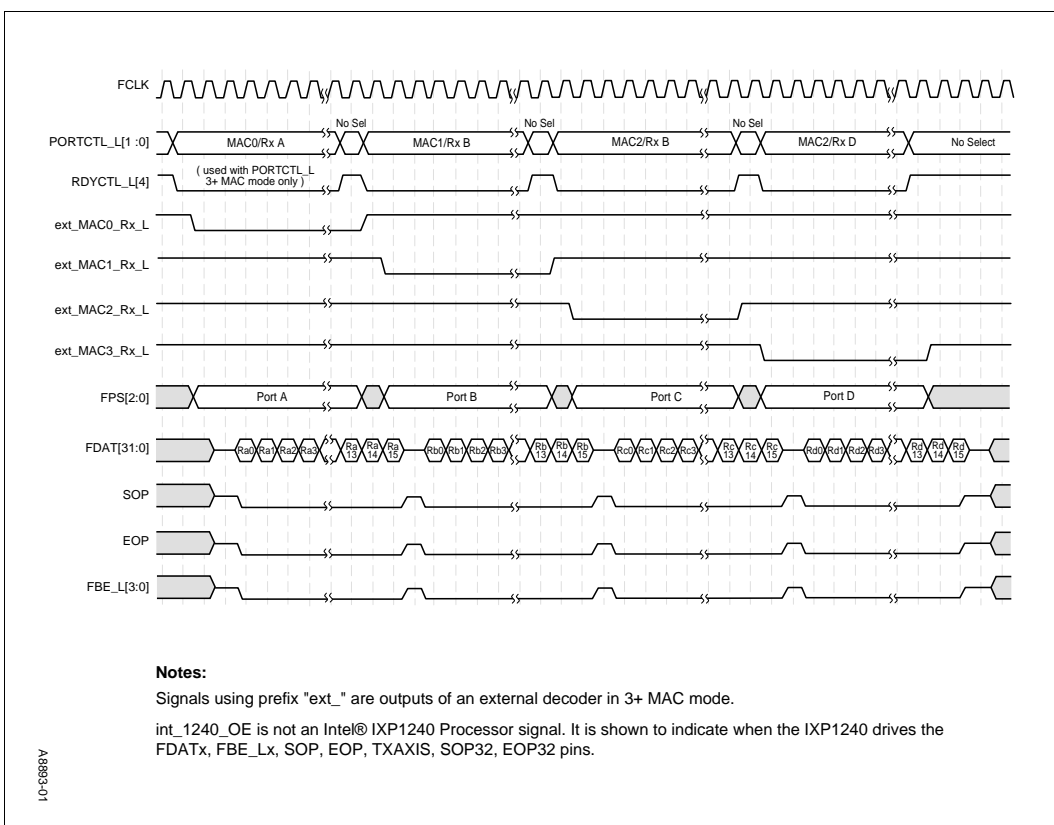 FCLK
No Sel No Sel No Sel
PORTCTL_L[1 :0] MAC0/Rx A MAC1/Rx B MAC2/Rx B MAC2/Rx D No Select
( used with PORTCTL_L
3+ MAC mode only )
RDYCTL_L[4]
ext_MAC0_Rx_L
ext_MAC1_Rx_L
ext_MAC2_Rx_L
ext_MAC3_Rx_L
FPS[2:0] Port A Port B Port C Port D
FDAT[31:0] Ra0 Ra1 Ra2 Ra3 Ra 13 Ra 14 Ra 15 Rb0 Rb1 Rb2 Rb3 Rb 13 Rb 14 Rb 15 Rc0 Rc1 Rc2 Rc3 Rc 13 Rc 14 Rc 15 Rd0 Rd1 Rd2 Rd3 Rd 13 Rd 14 Rd 15
SOP
EOP
FBE_L[3:0]
Notes:
Signals using prefix "ext_" are outputs of an external decoder in 3+ MAC mode.
int_1240_OE is not an Intel® IXP1240 Processor signal. It is shown to indicate when the IXP1240 drives the
FDATx, FBE_Lx, SOP, EOP, TXAXIS, SOP32, EOP32 pins.
A8893-01